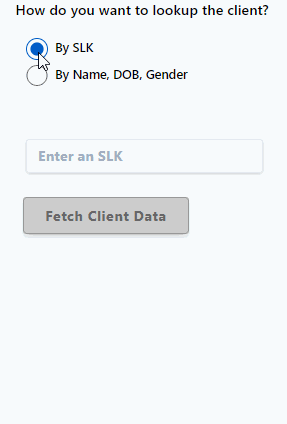 How do you want to lookup the client?
By SLK
By Name, DOB, Gender
Enter an SLK
Fetch Client Data